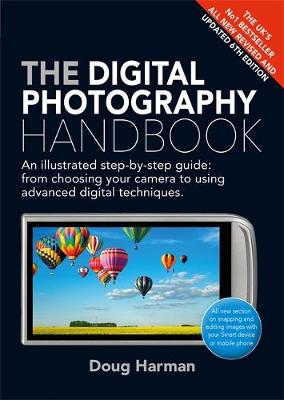 THE UK'S
No1 BESTSELLER
ALL NEW REVISED AND
UPDATED 6TH EDITION
THE DIGITAL
PHOTOGRAPHY
HANDBOOK
An illustrated step-by-step guide:
from choosing your camera to using
advanced digital techniques.
All new section
on snapping and
editing images with
your Smart device
or mobile phone
Doug Harman